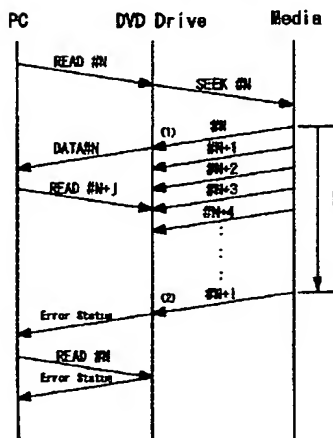 PC DVD Drive Media
READ #N
SEEK #N
(1) #N
DATA#N
#N+1
#N+2
READ #N+J
#N+3
#N+4
(2) #N+i
Error Status
READ #N
Error Status